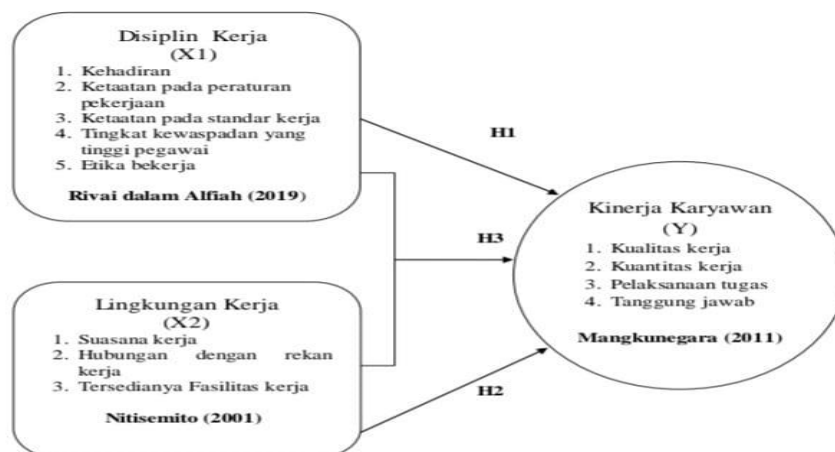 Disiplin Kerja
(X1)
1. Kehadiran
2. Ketaatan pada peraturan
pekerjaan
3. Ketaatan pada standar kerja
4. Tingkat kewaspadan yang
tinggi pegawai
5. Etika bekerja
Rivai dalam Alfiah (2019)
H1
H3
Kinerja Karyawan
(Y)
1. Kualitas kerja
2. Kuantitas kerja
3. Pelaksanaan tugas
4. Tanggung jawab
Mangkunegara (2011)
Lingkungan Kerja
(X2)
1. Suasana kerja
2. Hubungan dengan rekan
kerja
3. Tersedianya Fasilitas kerja
Nitisemito (2001)
H2